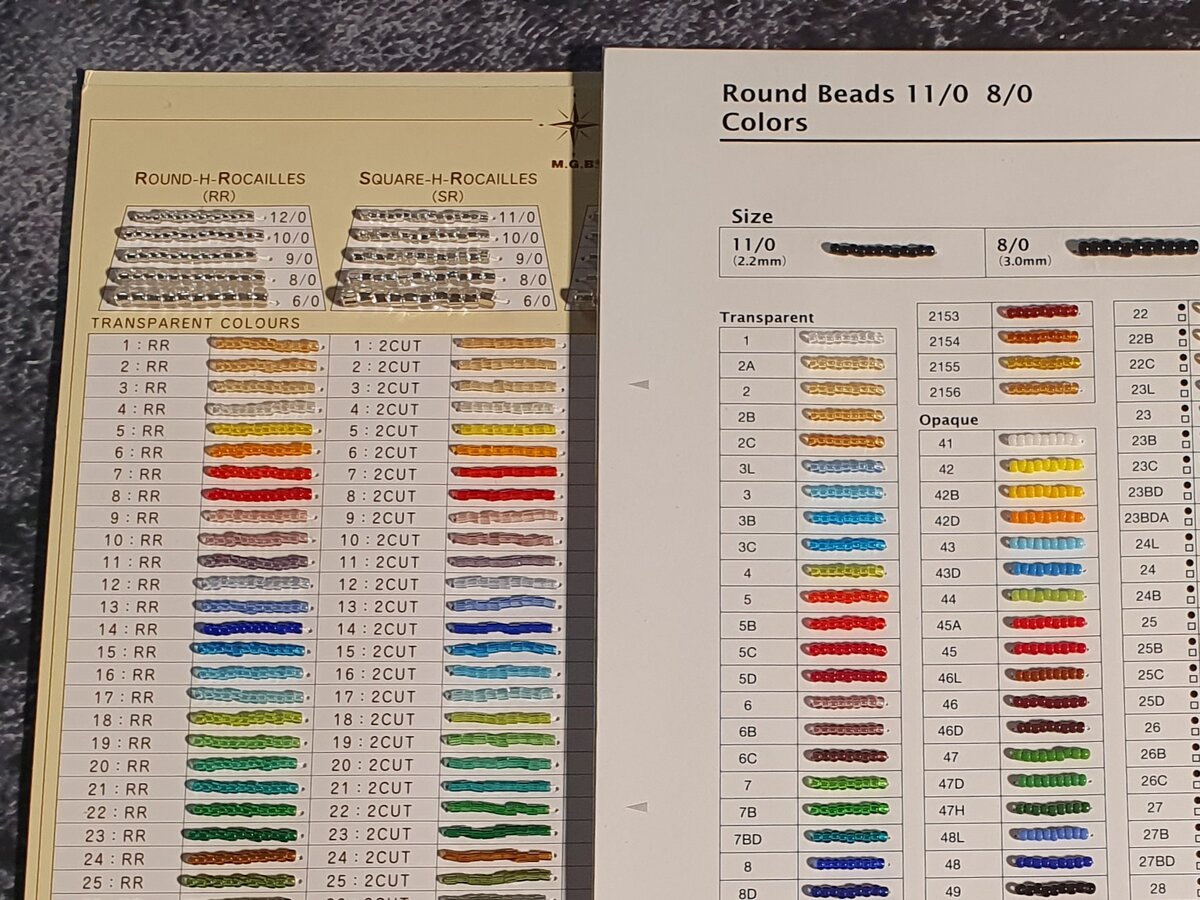 M.G.B.
ROUND-H-ROCAILLES
(RR)
12/0
10/0
9/0
8/0
6/0
SQUARE-H-ROCAILLES
(SR)
11/0
10/0
9/0
8/0
6/0
TRANSPARENT COLOURS
1 : RR 1 : 2CUT
2 : RR 2 : 2CUT
3 : RR 3 : 2CUT
4 : RR 4 : 2CUT
5 : RR 5 : 2CUT
6 : RR 6 : 2CUT
7 : RR 7 : 2CUT
8 : RR 8 : 2CUT
9 : RR 9 : 2CUT
10 : RR 10 : 2CUT
11 : RR 11 : 2CUT
12 : RR 12 : 2CUT
13 : RR 13 : 2CUT
14 : RR 14 : 2CUT
15 : RR 15 : 2CUT
16 : RR 16 : 2CUT
17 : RR 17 : 2CUT
18 : RR 18 : 2CUT
19 : RR 19 : 2CUT
20 : RR 20 : 2CUT
21 : RR 21 : 2CUT
22 : RR 22 : 2CUT
23 : RR 23 : 2CUT
24 : RR 24 : 2CUT
25 : RR 25 : 2CUT
Round Beads 11/0 8/0
Colors
Size
11/0
(2.2mm)
8/0
(3.0mm)
Transparent
1
2A
2
2B
2C
3L
3
3B
3C
4
5
5B
5C
5D
6
6B
6C
7
7B
7BD
8
8D
2153
2154
2155
2156
Opaque
41
42
42B
42D
43
43D
44
45A
45
46L
46
46D
47
47D
47H
48L
48
49
22
22B
22C
23L
23
23B
23C
23BD
23BDA
24L
24
24B
25
25B
25C
25D
26
26B
26C
27
27B
27BD
28